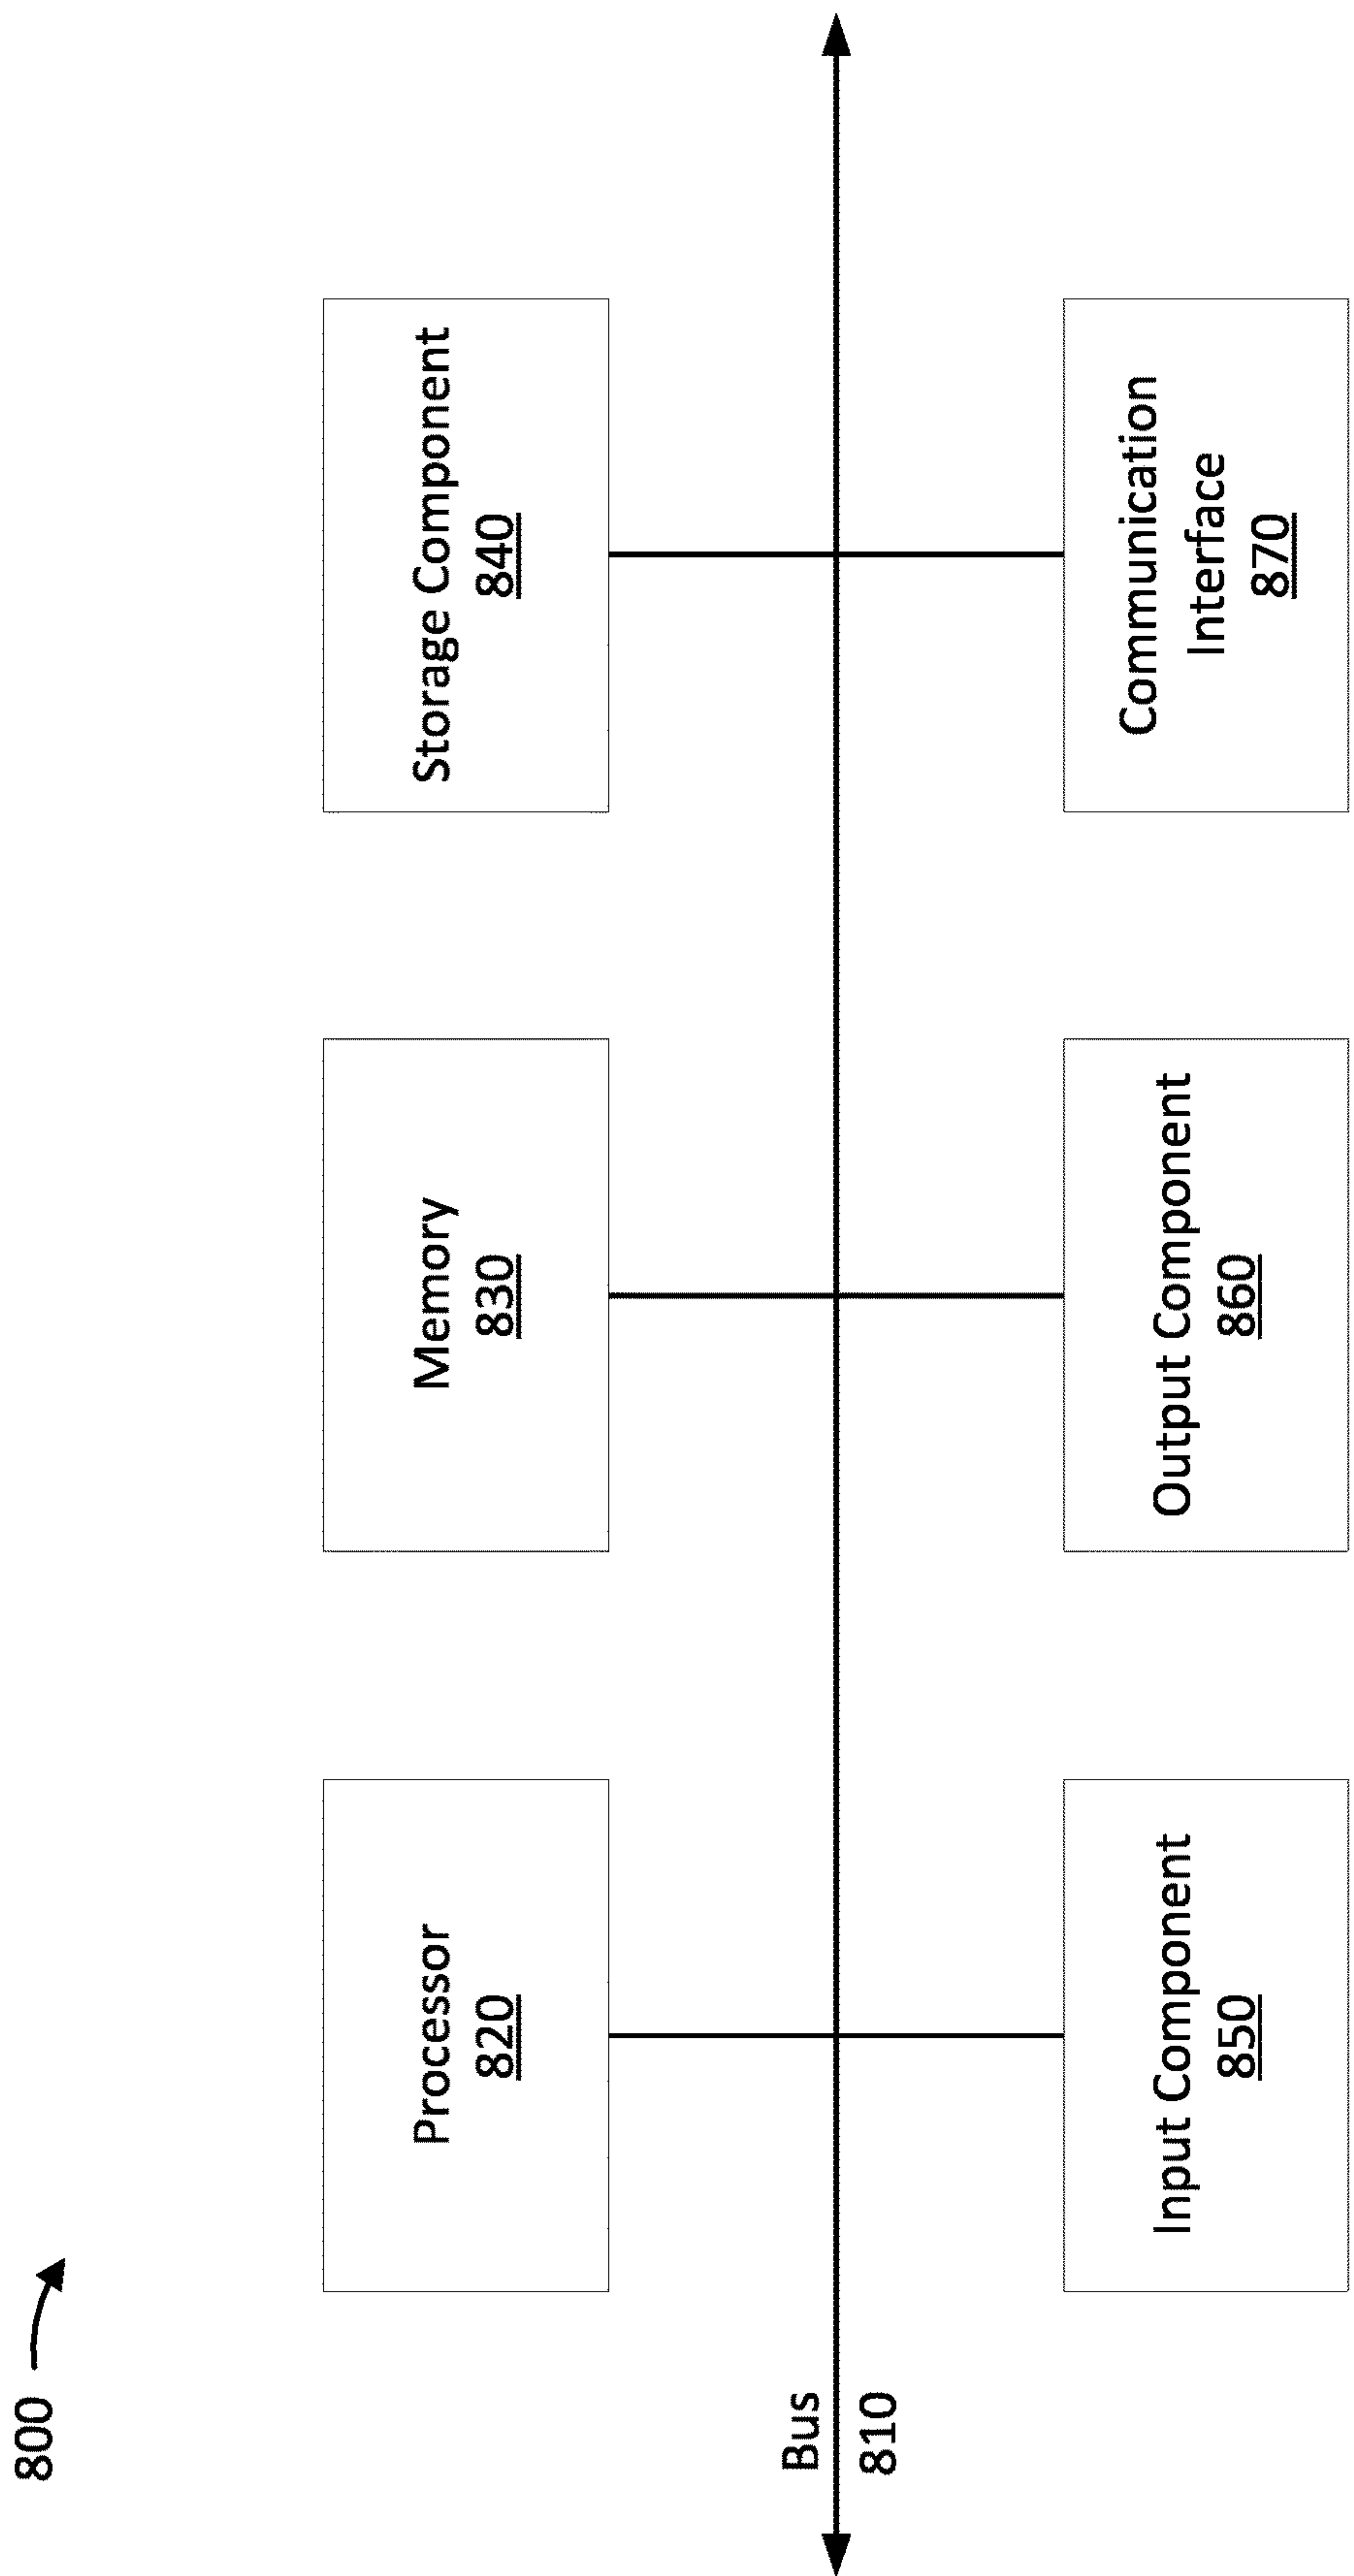 800
Processor
820
Memory
830
Storage Component
840
Bus
810
Input Component
850
Output Component
860
Communication
Interface
870